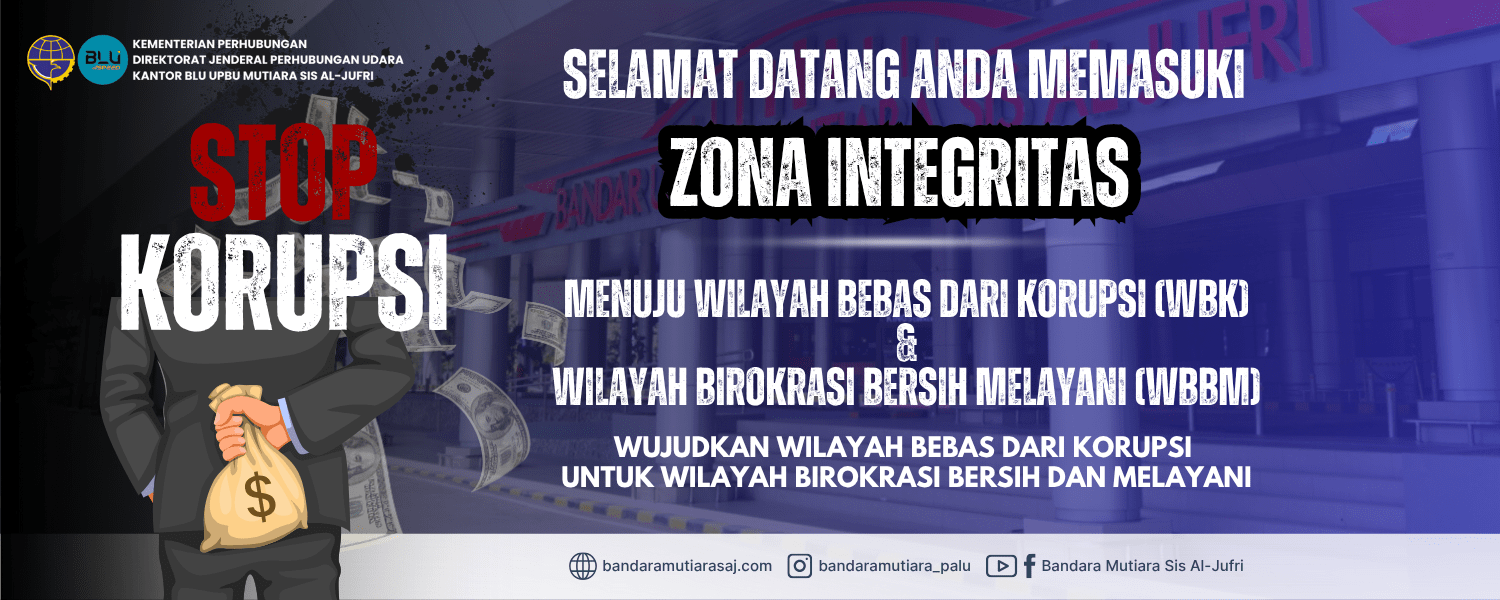 BLU
SPEED
KEMENTERIAN PERHUBUNGAN
DIREKTORAT JENDERAL PERHUBUNGAN UDARA
KANTOR BLU UPBU MUTIARA SIS AL-JUFRI
STOP
KORUPSI
$
SELAMAT DATANG ANDA MEMASUKI
ZONA INTEGRITAS
MENUJU WILAYAH BEBAS DARI KORUPSI (WBK)
&
WILAYAH BIROKRASI BERSIH MELAYANI (WBBM)
WUJUDKAN WILAYAH BEBAS DARI KORUPSI
UNTUK WILAYAH BIROKRASI BERSIH DAN MELAYANI
bandaramutiarasaj.com bandaramutiara_palu Bandara Mutiara Sis Al-Jufri